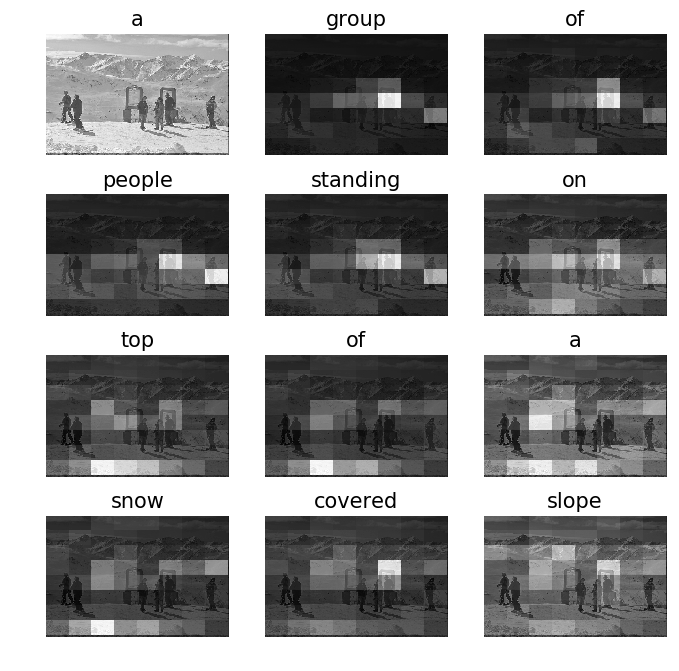 a group of
people standing on
top of a
snow covered slope